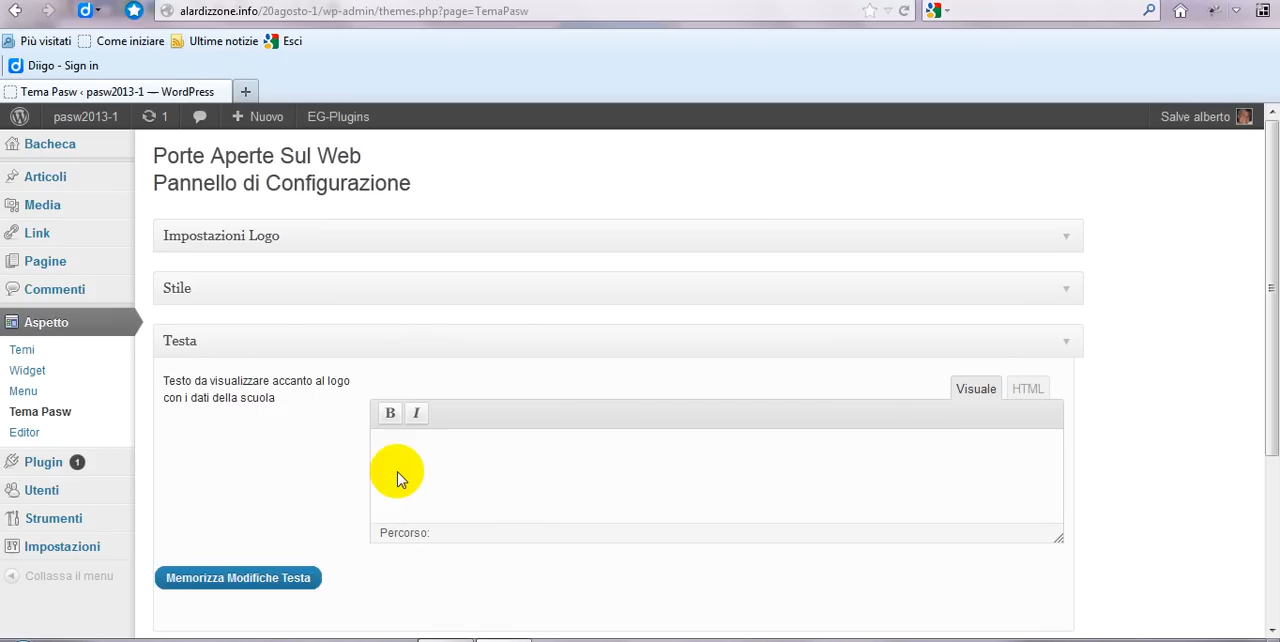 alardizzone.info/20agosto-1/wp-admin/themes.php?page=TemaPasw
Più visitati Come iniziare Ultime notizie Esci
Diigo - Sign in
Tema Pasw ‹ pasw2013-1 — WordPress
pasw2013-1 1 Nuovo EG-Plugins Salve alberto
Bacheca
Articoli
Media
Link
Pagine
Commenti
Aspetto
Temi
Widget
Menu
Tema Pasw
Editor
Plugin 1
Utenti
Strumenti
Impostazioni
Collassa il menu
Porte Aperte Sul Web
Pannello di Configurazione
Impostazioni Logo
Stile
Testa
Testo da visualizzare accanto al logo
con i dati della scuola
Visuale HTML
B I
Percorso:
Memorizza Modifiche Testa